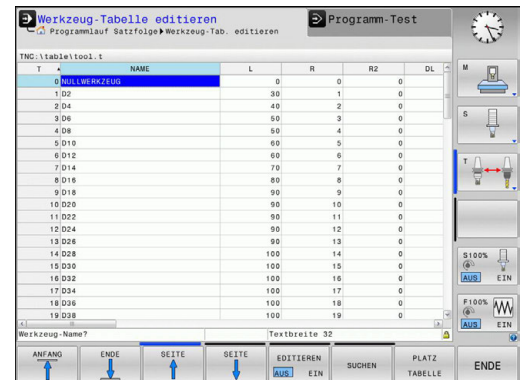 Werkzeug-Tabelle editieren
Programmlauf Satzfolge Werkzeug-Tab. editieren
Programm-Test
TNC:\table\tool.t
T NAME L R R2 DL
0 NULLWERKZEUG 0 0 0
1 D2 30 1 0
2 D4 40 2 0
3 D6 50 3 0
4 D8 50 4 0
5 D10 60 5 0
6 D12 60 6 0
7 D14 70 7 0
8 D16 80 8 0
9 D18 90 9 0
10 D20 90 10 0
11 D22 90 11 0
12 D24 90 12 0
13 D26 90 13 0
14 D28 100 14 0
15 D30 100 15 0
16 D32 100 16 0
17 D34 100 17 0
18 D36 100 18 0
19 D38 100 19 0
Werkzeug-Name? Textbreite 32
M
S
T
S100%
AUS EIN
F100%
AUS EIN
ANFANG
ENDE
SEITE
SEITE
EDITIEREN
AUS EIN
SUCHEN
PLATZ
TABELLE
ENDE